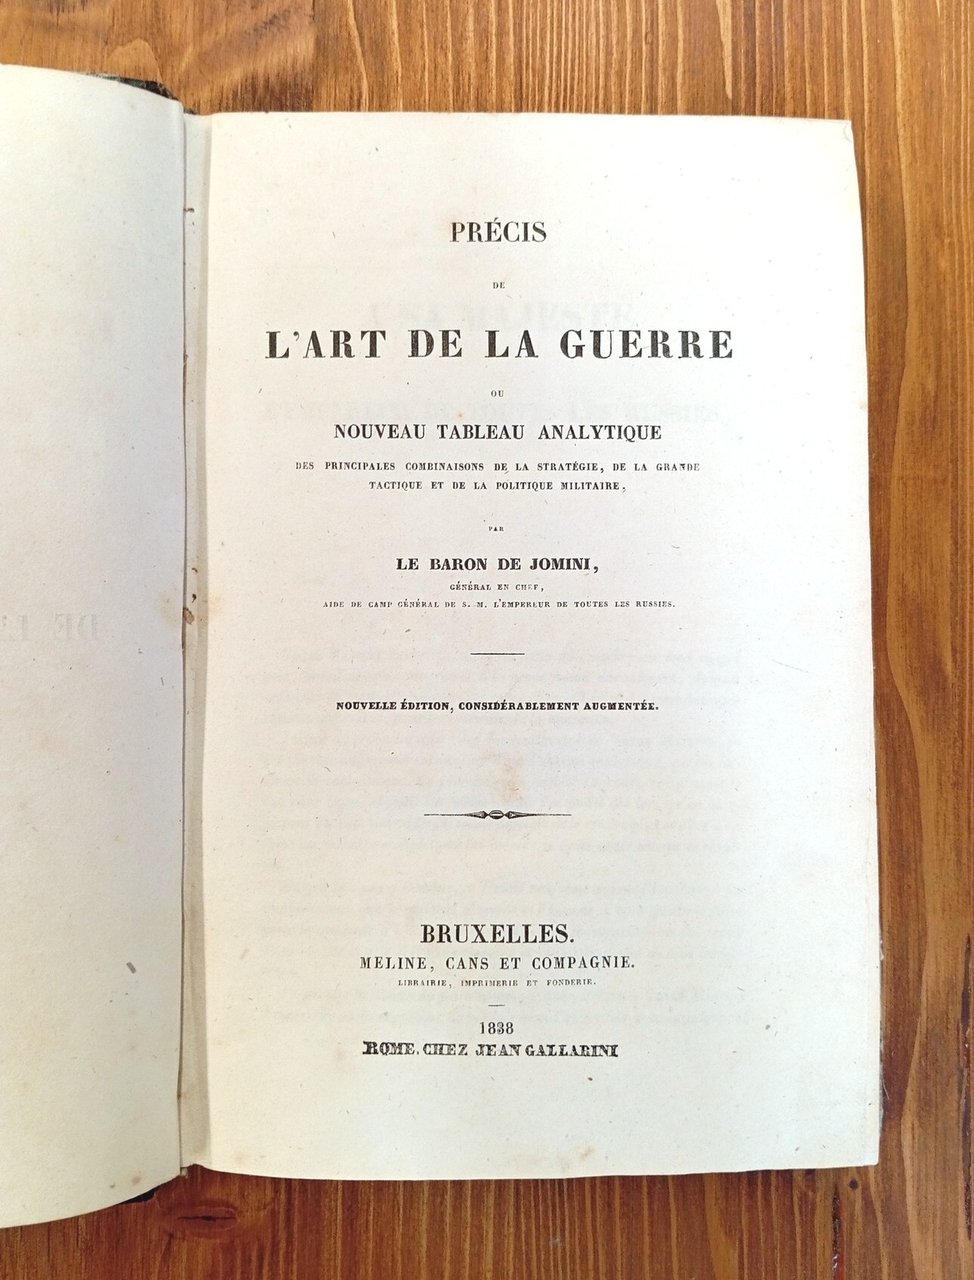 PRÉCIS
DE
L'ART DE LA GUERRE
OU
NOUVEAU TABLEAU ANALYTIQUE
DES PRINCIPALES COMBINAISONS DE LA STRATÉGIE, DE LA GRANDE
TACTIQUE ET DE LA POLITIQUE MILITAIRE,
PAR
LE BARON DE JOMINI,
GÉNÉRAL EN CHEF,
AIDE DE CAMP GÉNÉRAL DE S. M. L'EMPEREUR DE TOUTES LES RUSSIES.
NOUVELLE ÉDITION, CONSIDÉRABLEMENT AUGMENTÉE.
BRUXELLES.
MELINE, CANS ET COMPAGNIE.
LIBRAIRIE, IMPRIMERIE ET FONDERIE.
1838
ROME, CHEZ JEAN GALLARINI